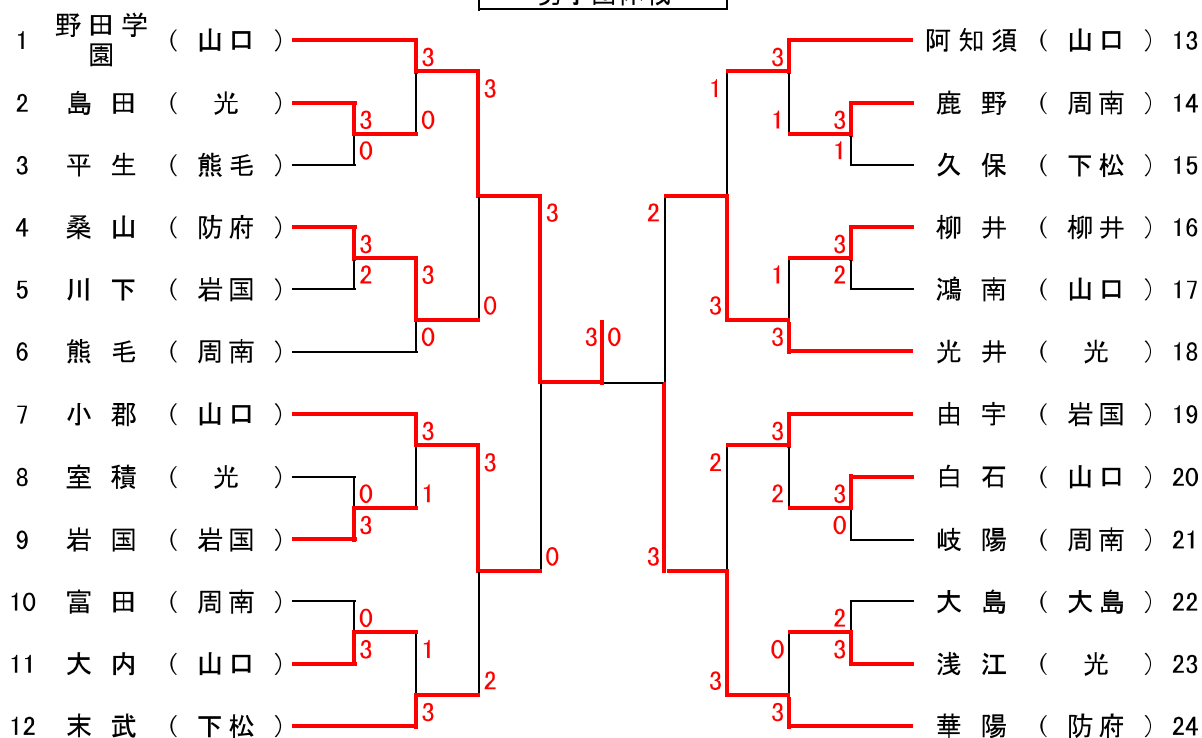 1 野田学園 ( 山口 )
2 島田 ( 光 )
3 平生 ( 熊毛 )
4 桑山 ( 防府 )
5 川下 ( 岩国 )
6 熊毛 ( 周南 )
7 小郡 ( 山口 )
8 室積 ( 光 )
9 岩国 ( 岩国 )
10 富田 ( 周南 )
11 大内 ( 山口 )
12 末武 ( 下松 )
3
3
3 0
0
3
3
2 3
0
0
3
3
0 1
3
0
0
3 1
2
3
3 0
3
1
1 3
1
2
3
1 2
3
3
3
2
2 3
0
3
2
0 3
3
3
阿知須 ( 山口 ) 13
鹿野 ( 周南 ) 14
久保 ( 下松 ) 15
柳井 ( 柳井 ) 16
鴻南 ( 山口 ) 17
光井 ( 光 ) 18
由宇 ( 岩国 ) 19
白石 ( 山口 ) 20
岐陽 ( 周南 ) 21
大島 ( 大島 ) 22
浅江 ( 光 ) 23
華陽 ( 防府 ) 24